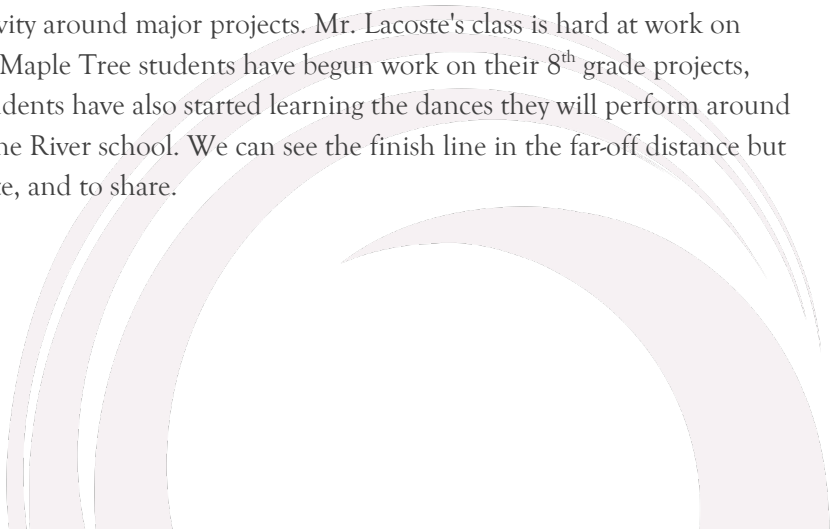 vity around major projects. Mr. Lacoste's class is hard at work on
Maple Tree students have begun work on their 8th grade projects,
dents have also started learning the dances they will perform around
ne River school. We can see the finish line in the far-off distance but
te, and to share.